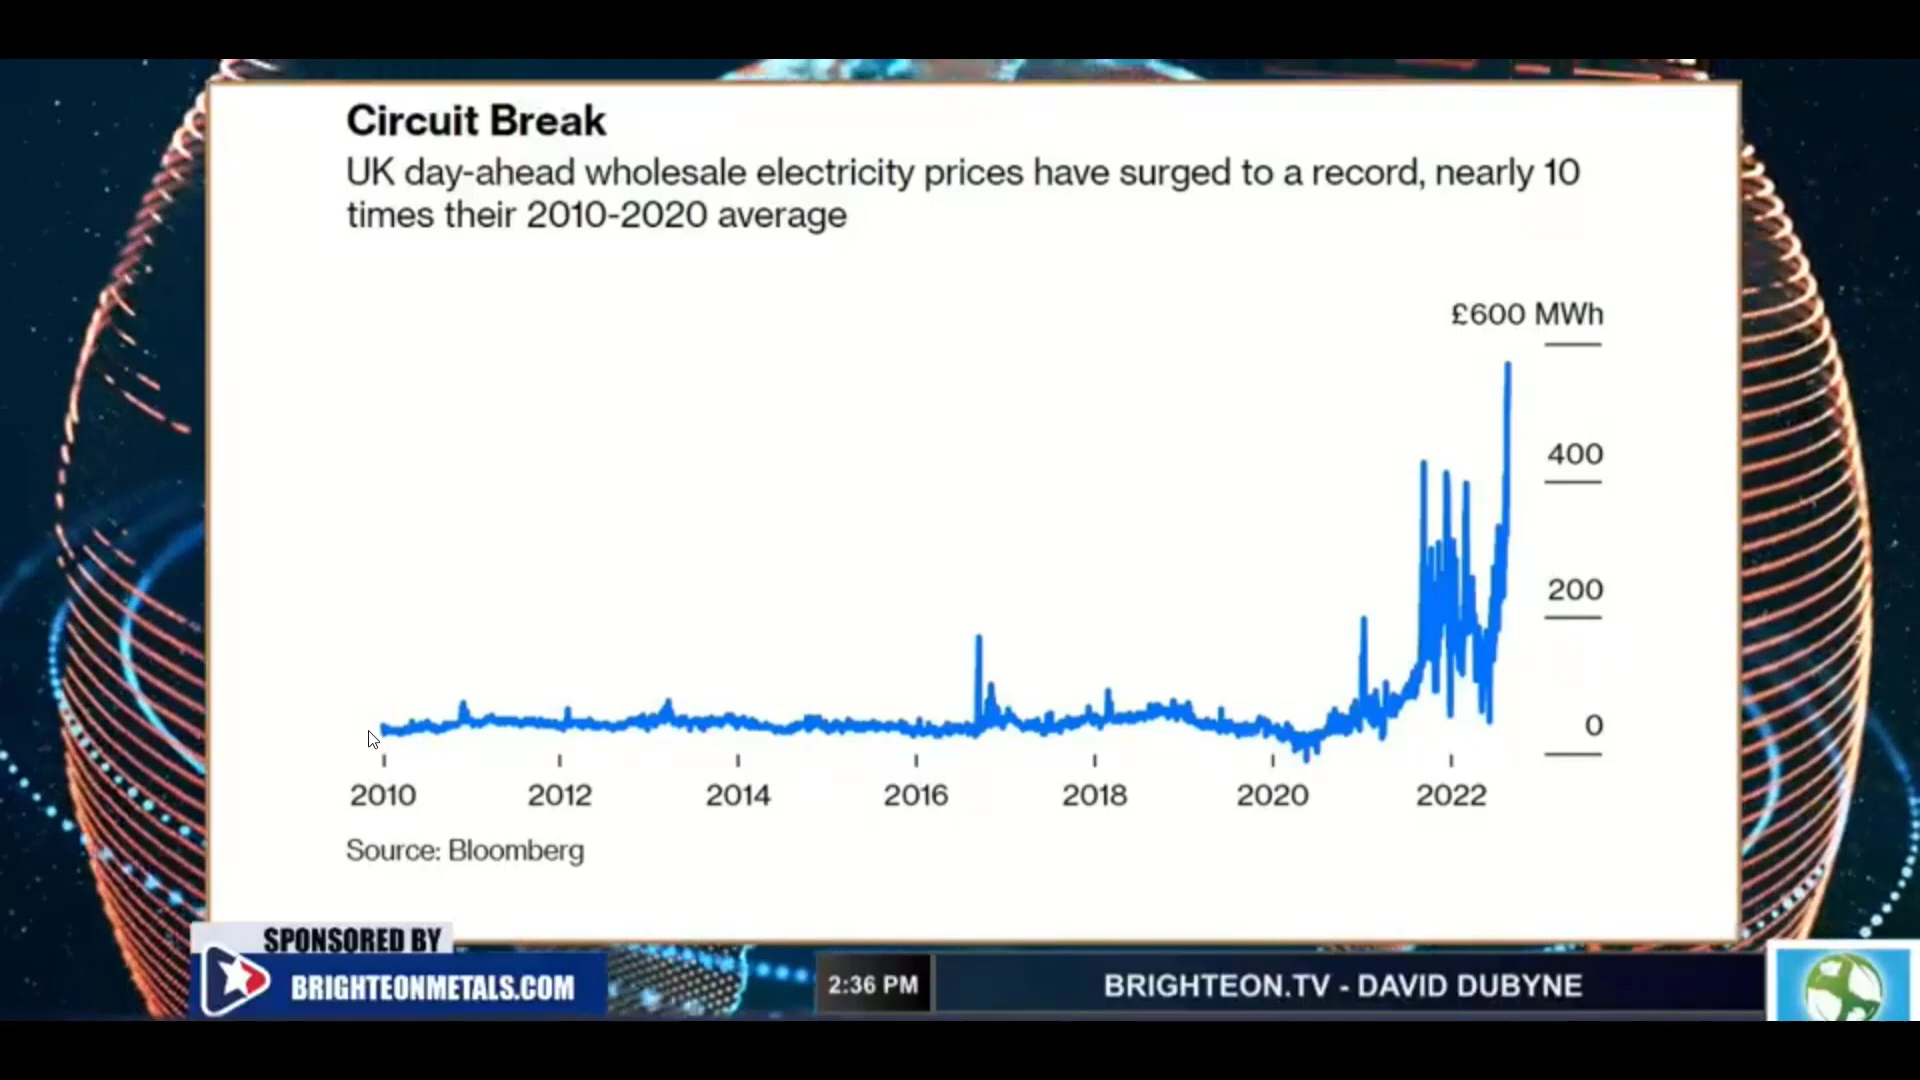 Circuit Break
UK day-ahead wholesale electricity prices have surged to a record, nearly 10
times their 2010-2020 average
£600 MWh
400
200
0
2010 2012 2014 2016 2018 2020 2022
Source: Bloomberg
SPONSORED BY
BRIGHTEONMETALS.COM
2:36 PM
BRIGHTEON.TV - DAVID DUBYNE